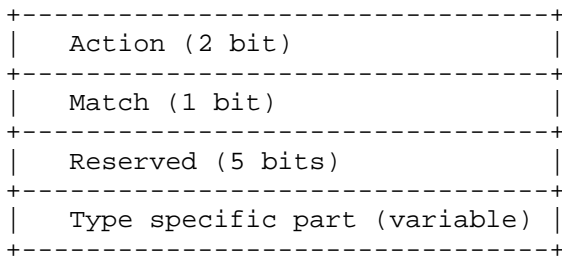 +---------------------------------+
|   Action (2 bit)                |
+---------------------------------+
|   Match (1 bit)                 |
+---------------------------------+
|   Reserved (5 bits)             |
+---------------------------------+
|   Type specific part (variable) |
+---------------------------------+